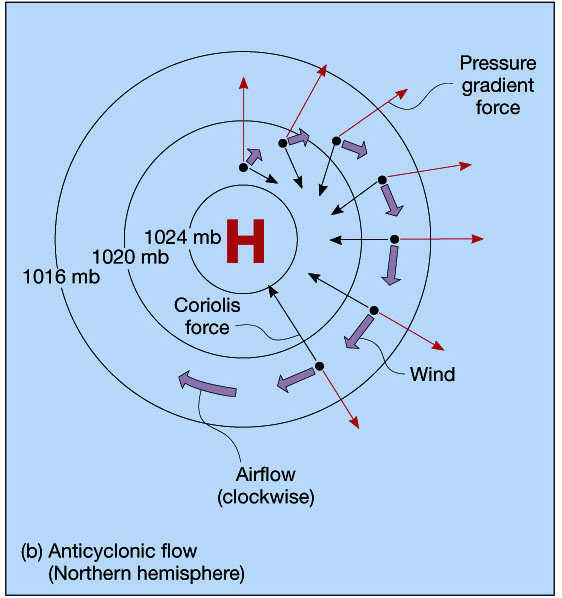 Pressure
gradient
force
1024 mb
H
1020 mb
1016 mb
Coriolis
force
Wind
Airflow
(clockwise)
(b) Anticyclonic flow
(Northern hemisphere)